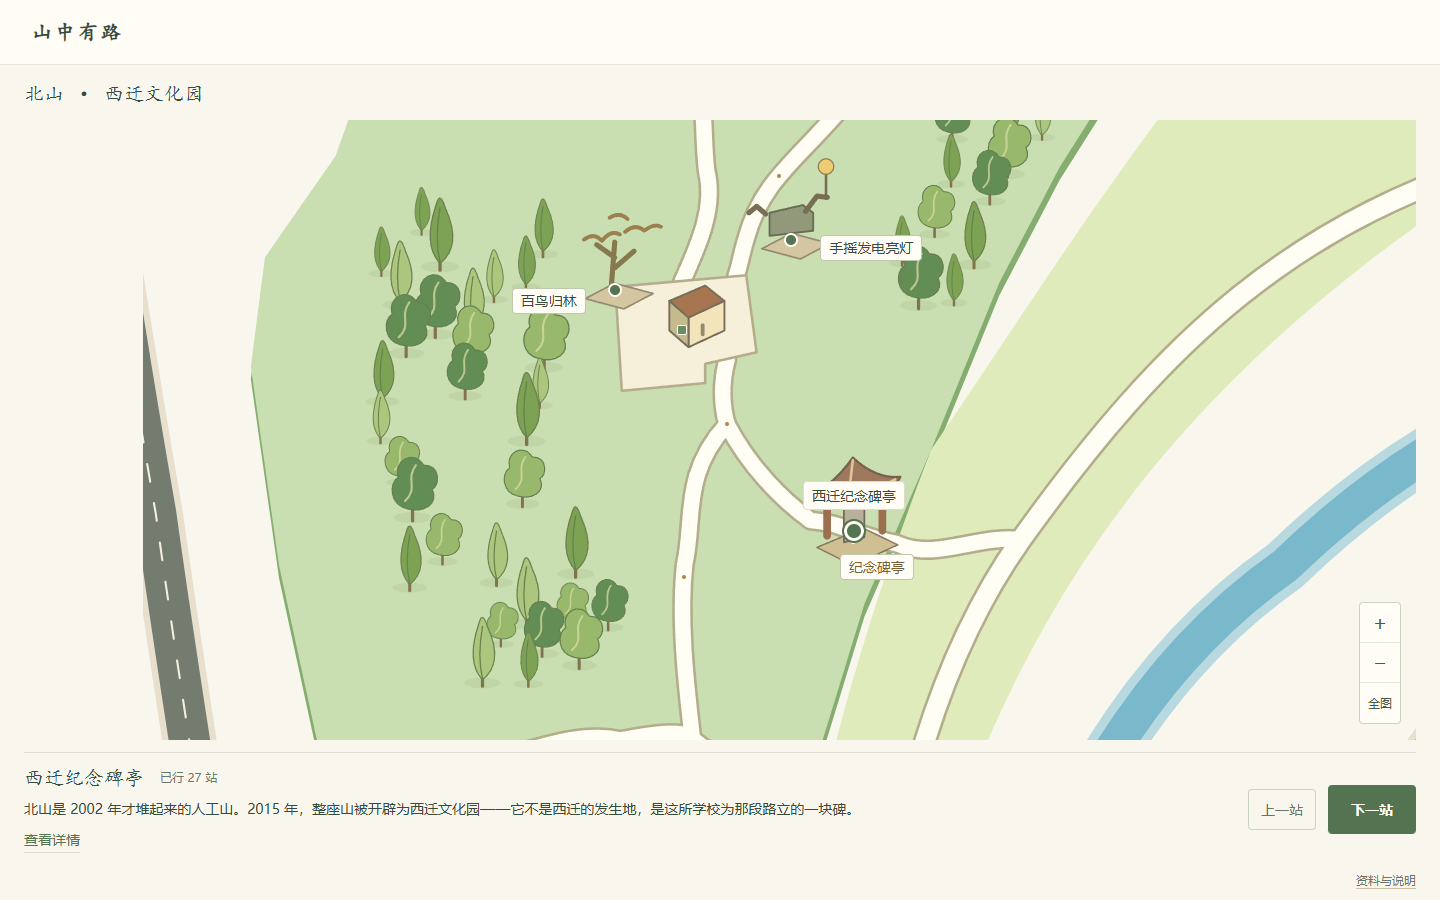 山中有路
北山 • 西迁文化园
手摇发电亮灯
百鸟归林
西迁纪念碑亭
纪念碑亭
+
−
全图
西迁纪念碑亭 已行 27 站
北山是 2002 年才堆起来的人工山。2015 年，整座山被开辟为西迁文化园——它不是西迁的发生地，是这所学校为那段路立的一块碑。
上一站 下一站
查看详情
资料与说明